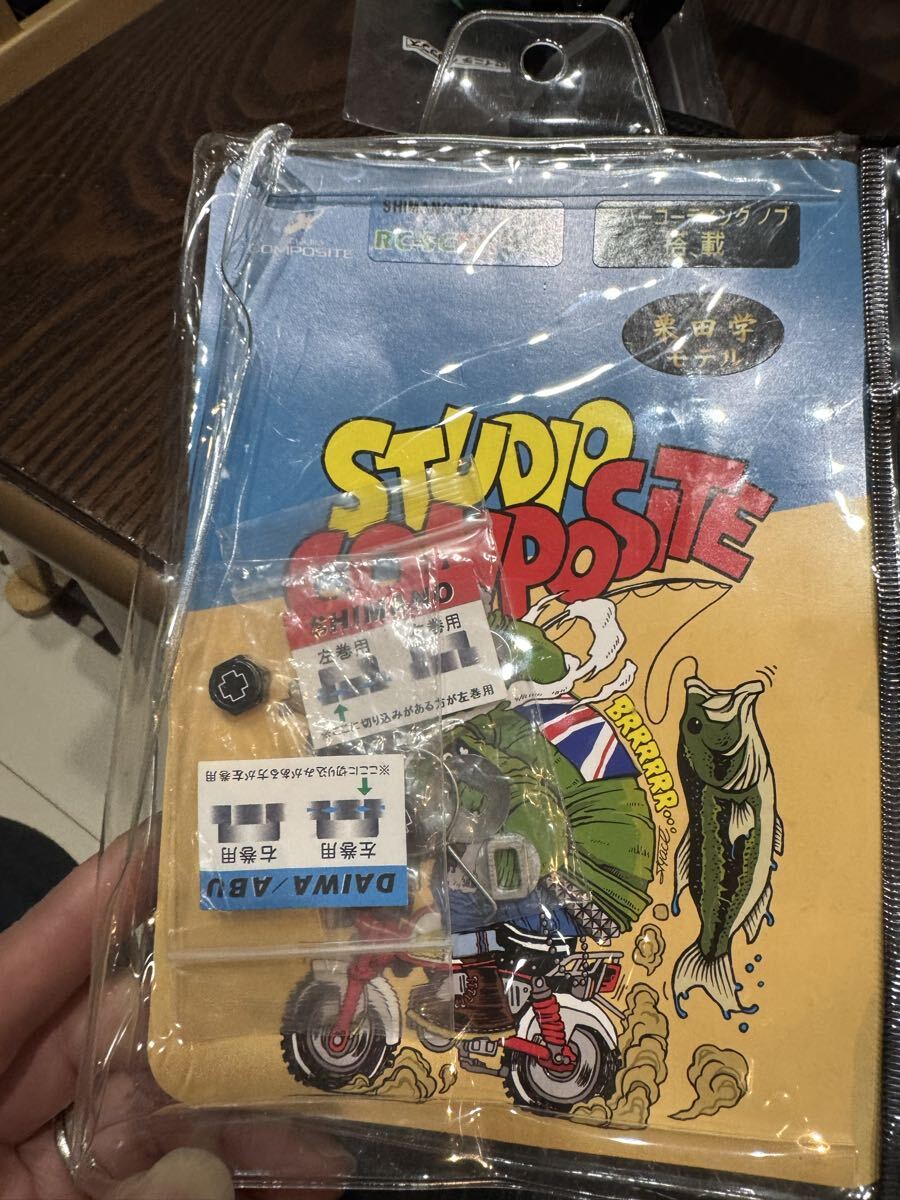 COMPOSITE
SHIMANO
RC-SC
コーティングノブ
搭載
栗田学
モデル
STUDIO
COMPOSITE
SHIMANO
左巻用
右巻用
※ここに切り込みがある方が左巻用
BRRRRRRR...
DAIWA/ABU
左巻用
右巻用
※ここに切り込みがある方が左巻用